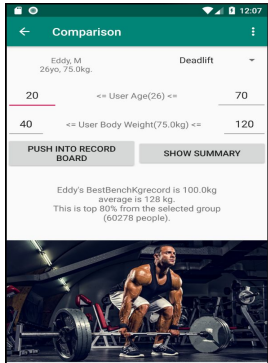 12:07
Comparison
Eddy, M
26yo, 75.0kg.
Deadlift
20 <= User Age(26) <= 70
40 <= User Body Weight(75.0kg) <= 120
PUSH INTO RECORD
BOARD
SHOW SUMMARY
Eddy's BestBenchKgrecord is 100.0kg
average is 128 kg.
This is top 80% from the selected group
(60278 people).